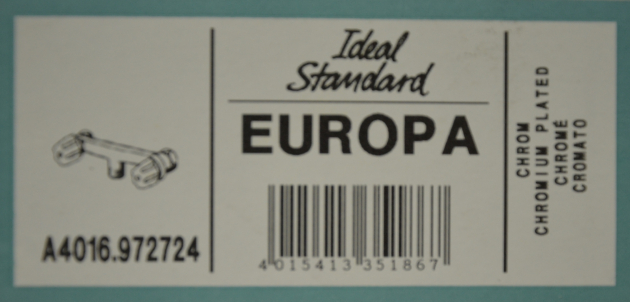 Ideal
Standard
EUROPA
A4016.972724
4 015413 351867
CHROM
CHROMIUM PLATED
CHROMÉ
CROMATO